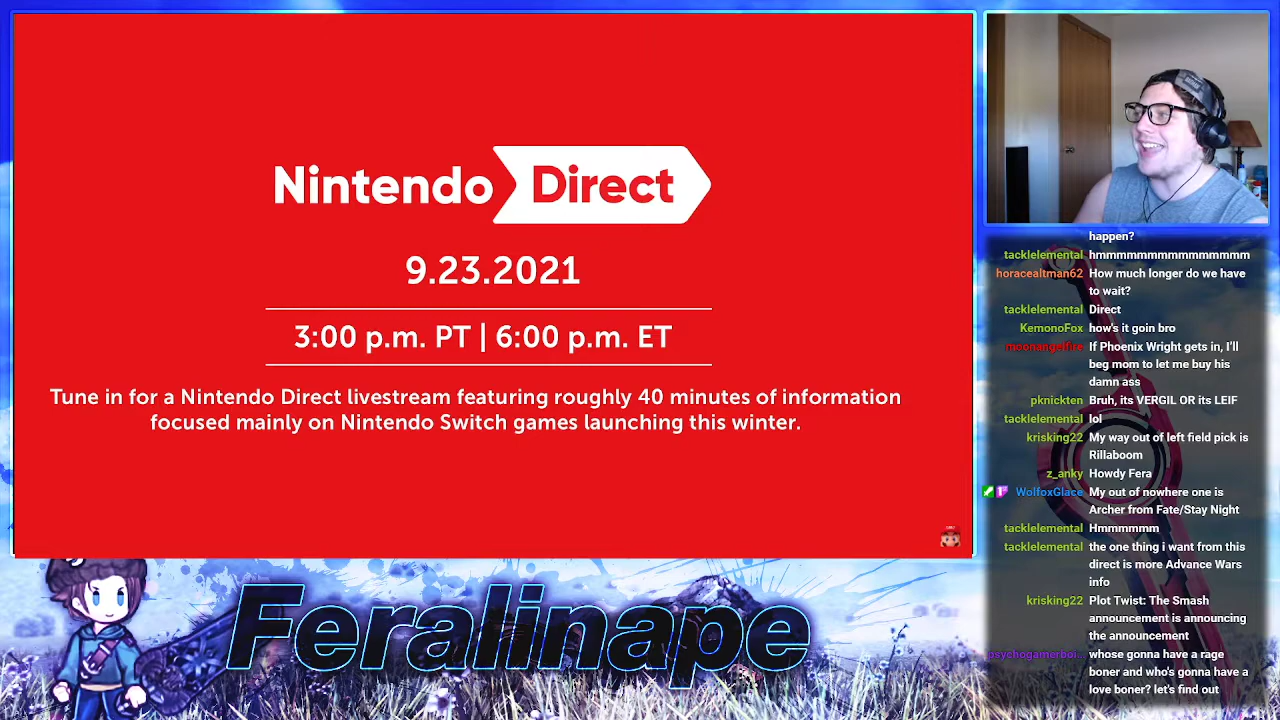 Nintendo Direct
9.23.2021
3:00 p.m. PT | 6:00 p.m. ET
Tune in for a Nintendo Direct livestream featuring roughly 40 minutes of information
focused mainly on Nintendo Switch games launching this winter.
Feralinape
happen?
tacklelemental hmmmmmmmmmmmmmmm
horacealtman62 How much longer do we have
to wait?
tacklelemental Direct
KemonoFox how's it goin bro
moonangelfire If Phoenix Wright gets in, I'll
beg mom to let me buy his
damn ass
pknickten Bruh, its VERGIL OR its LEIF
tacklelemental lol
krisking22 My way out of left field pick is
Rillaboom
z_anky Howdy Fera
WolfoxGlace My out of nowhere one is
Archer from Fate/Stay Night
tacklelemental Hmmmmmm
tacklelemental the one thing i want from this
direct is more Advance Wars
info
krisking22 Plot Twist: The Smash
announcement is announcing
the announcement
psychogamerboi... whose gonna have a rage
boner and who's gonna have a
love boner? let's find out